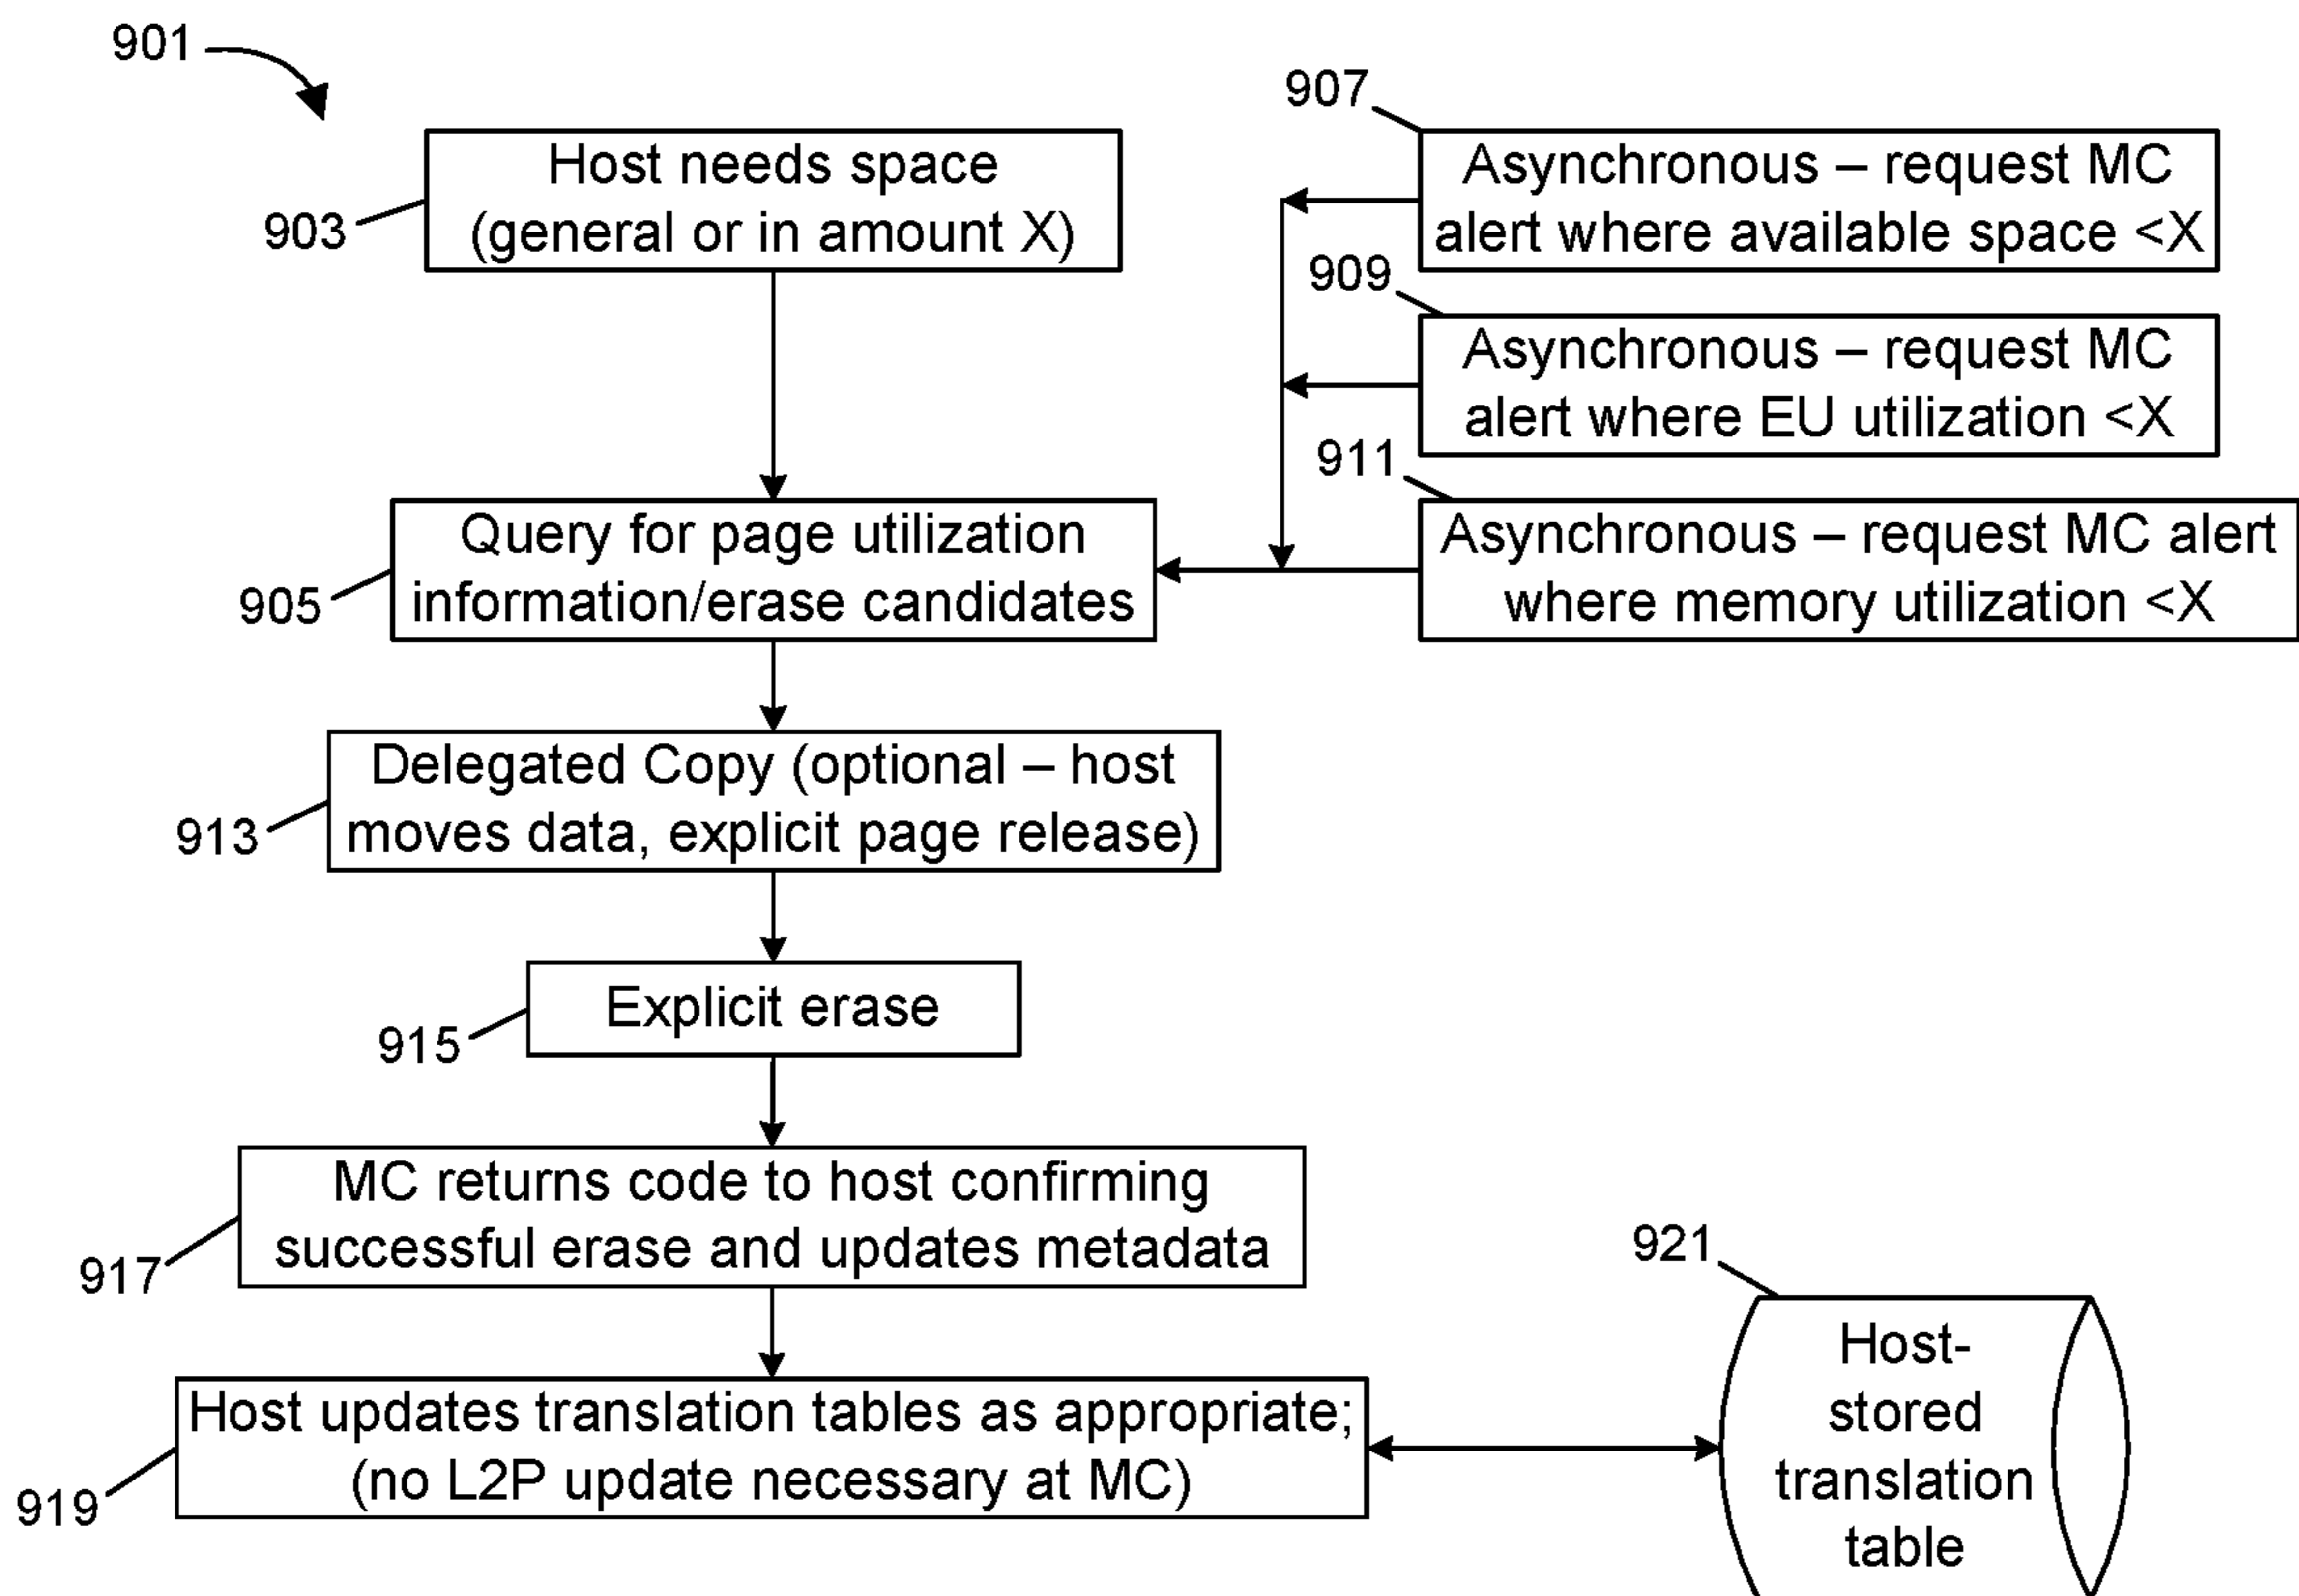 901
907
Host needs space
(general or in amount X)
903
Asynchronous – request MC
alert where available space <X
909
Asynchronous – request MC
alert where EU utilization <X
911
Query for page utilization
information/erase candidates
905
Asynchronous – request MC alert
where memory utilization <X
Delegated Copy (optional – host
moves data, explicit page release)
913
Explicit erase
915
MC returns code to host confirming
successful erase and updates metadata
917
921
Host updates translation tables as appropriate;
(no L2P update necessary at MC)
919
Host-
stored
translation
table